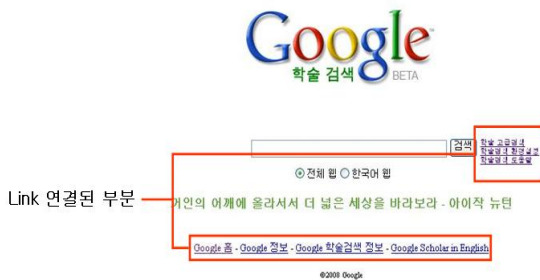 Google
학술 검색 BETA
검색
학술 고급검색
학술검색 환경설정
학술검색 도움말
전체 웹 한국어 웹
Link 연결된 부분
거인의 어깨에 올라서서 더 넓은 세상을 바라보라 - 아이작 뉴턴
Google 홈 - Google 정보 - Google 학술검색 정보 - Google Scholar in English
©2008 Google